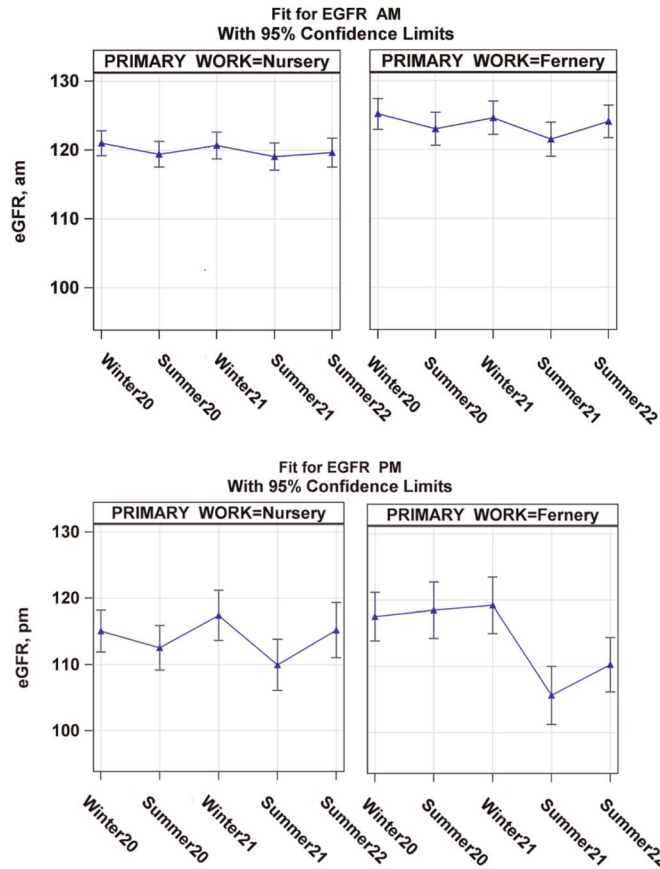 Fit for EGFR AM
With 95% Confidence Limits
PRIMARY WORK=Nursery
PRIMARY WORK=Fernery
eGFR, am
130
120
110
100
Winter20
Summer20
Winter21
Summer21
Summer22
Winter20
Summer20
Winter21
Summer21
Summer22
Fit for EGFR PM
With 95% Confidence Limits
PRIMARY WORK=Nursery
PRIMARY WORK=Fernery
eGFR, pm
130
120
110
100
Winter20
Summer20
Winter21
Summer21
Summer22
Winter20
Summer20
Winter21
Summer21
Summer22